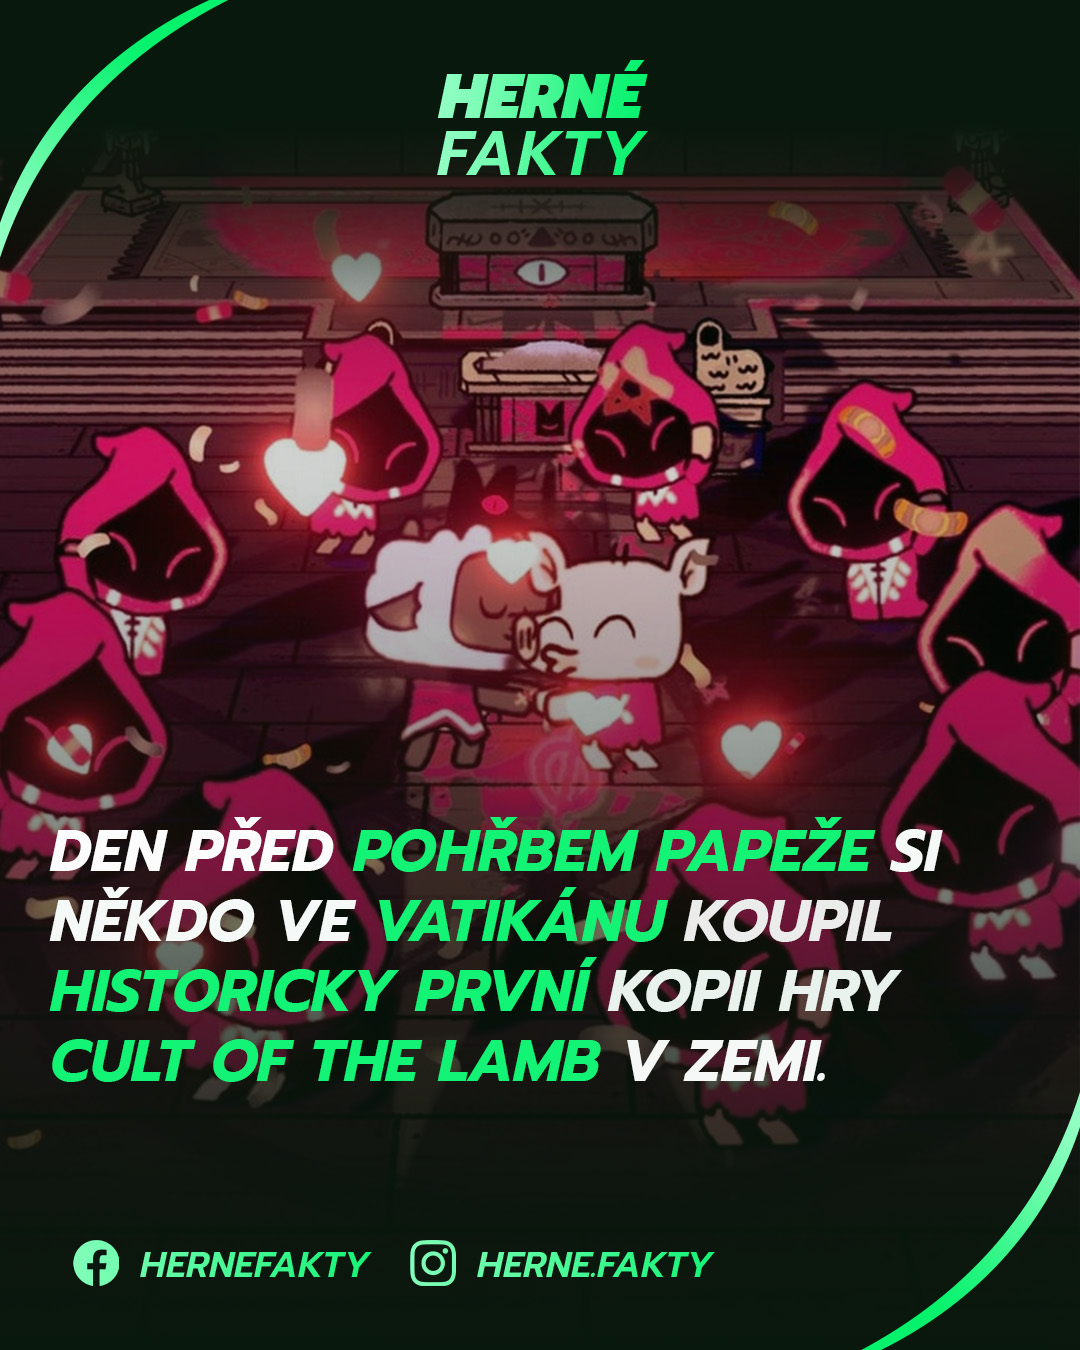 HERNÉ
FAKTY
DEN PŘED POHŘBEM PAPEŽE SI
NĚKDO VE VATIKÁNU KOUPIL
HISTORICKY PRVNÍ KOPII HRY
CULT OF THE LAMB V ZEMI.
HERNEFAKTY HERNE.FAKTY